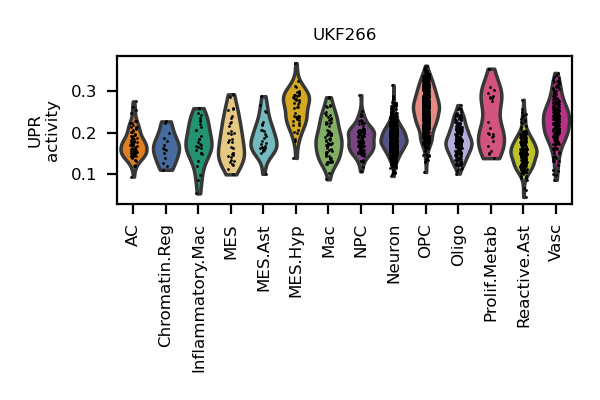 UKF266
UPR
activity
0.3
0.2
0.1
AC
Chromatin.Reg
Inflammatory.Mac
MES
MES.Ast
MES.Hyp
Mac
NPC
Neuron
OPC
Oligo
Prolif.Metab
Reactive.Ast
Vasc